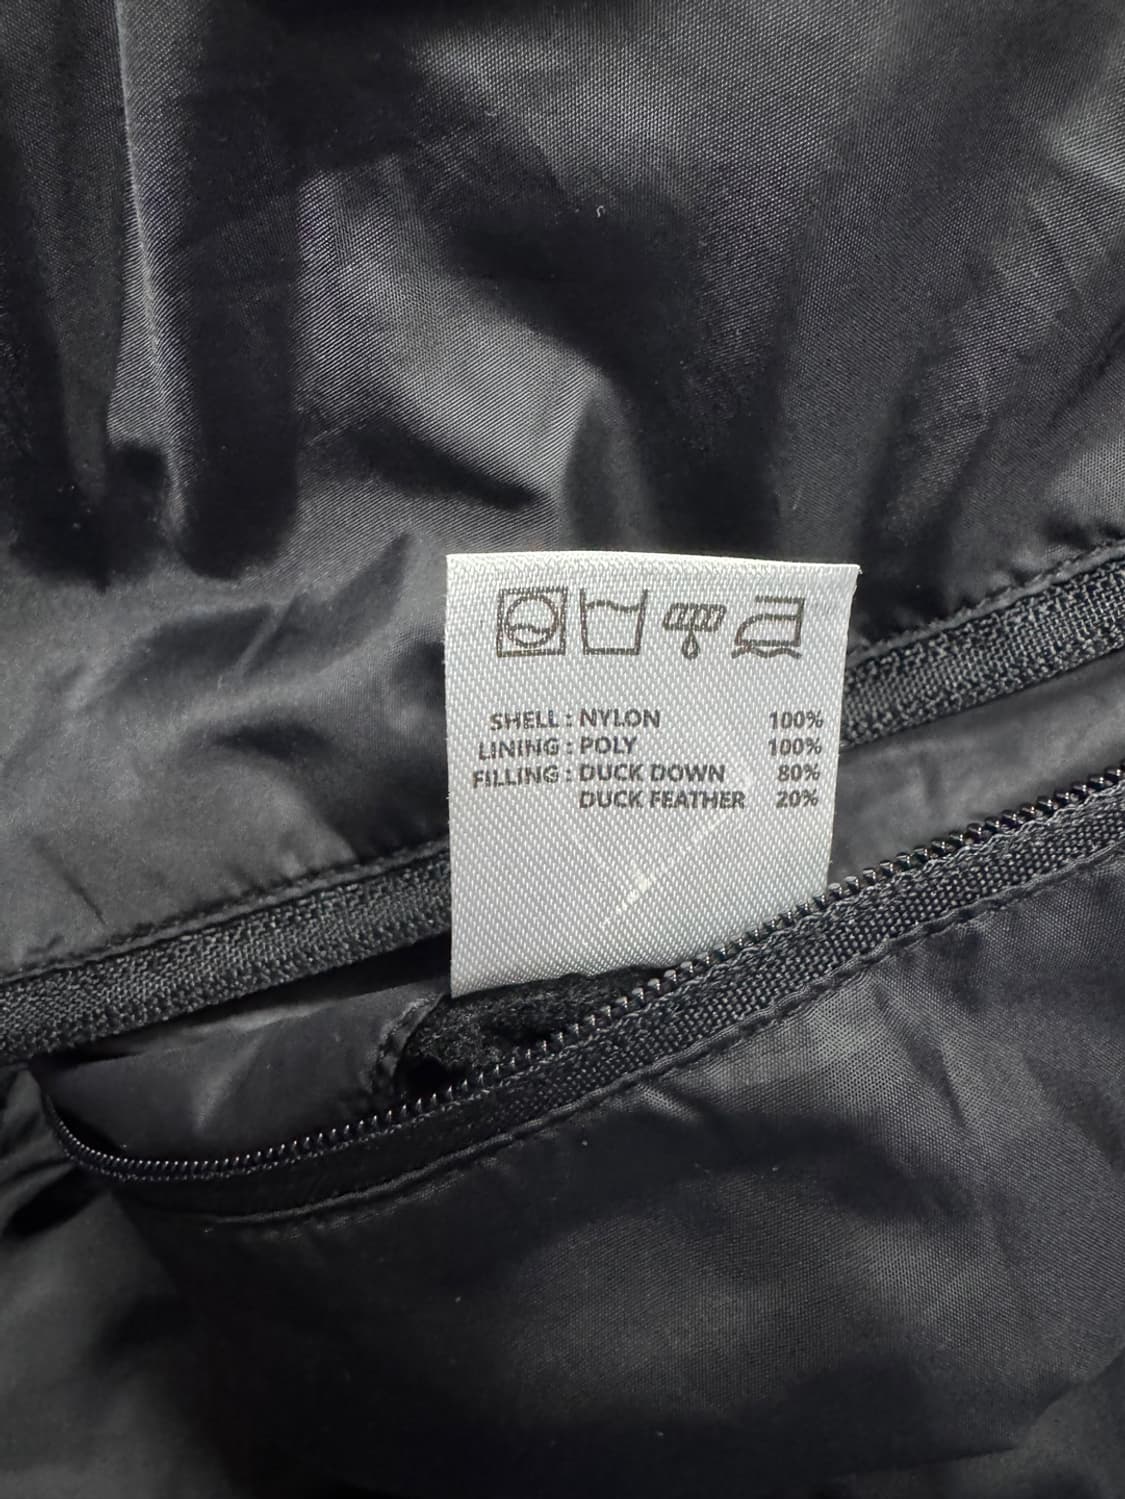 SHELL : NYLON 100%
LINING : POLY 100%
FILLING : DUCK DOWN 80%
DUCK FEATHER 20%